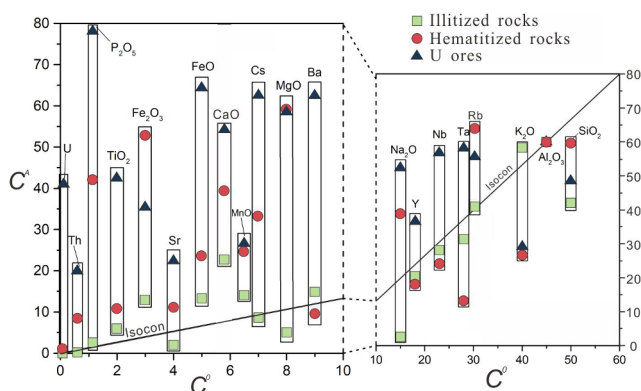 Illitized rocks
Hematitized rocks
U ores
80
70
60
50
40
30
20
10
0
C^A
P₂O₅
U
Th
TiO₂
Fe₂O₃
Sr
FeO
CaO
MnO
Cs
MgO
Ba
Isocon
0
2
4
6
8
10
C^O
Na₂O
Y
Nb
Ta
Rb
K₂O
Al₂O₃
SiO₂
Isocon
80
70
60
50
40
30
20
10
0
10
20
30
40
50
60
C^O